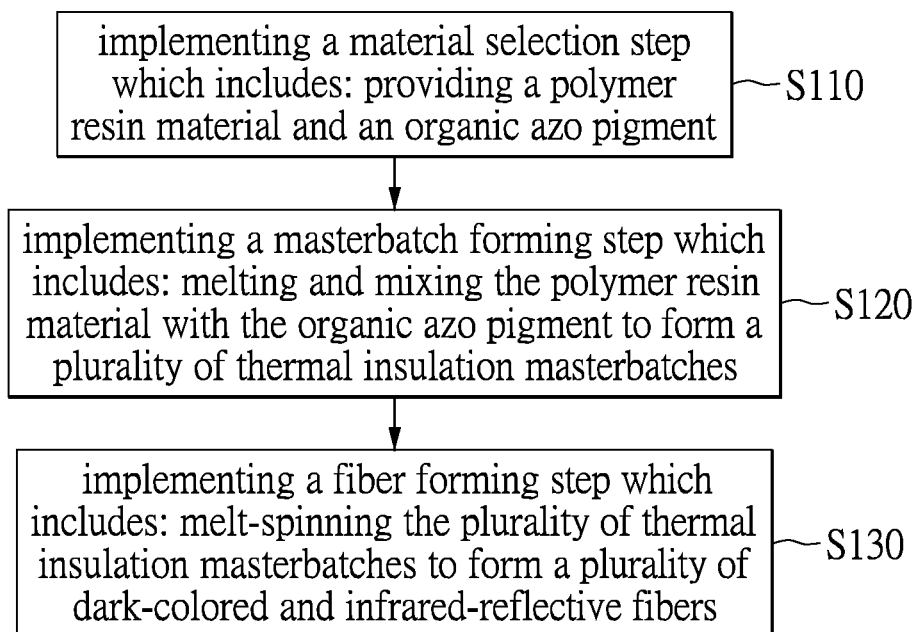 implementing a material selection step
which includes: providing a polymer
resin material and an organic azo pigment
S110
implementing a masterbatch forming step which
includes: melting and mixing the polymer resin
material with the organic azo pigment to form a
plurality of thermal insulation masterbatches
S120
implementing a fiber forming step which
includes: melt-spinning the plurality of thermal
insulation masterbatches to form a plurality of
dark-colored and infrared-reflective fibers
S130